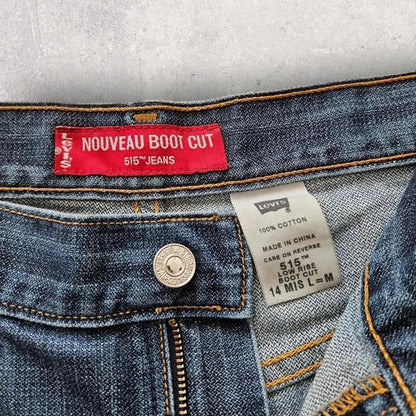 LEVI'S
NOUVEAU BOOT CUT
515™ JEANS
LEVI'S
100% COTTON
MADE IN CHINA
CARE ON REVERSE
515™
LOW RISE
BOOT CUT
14 MIS L=M